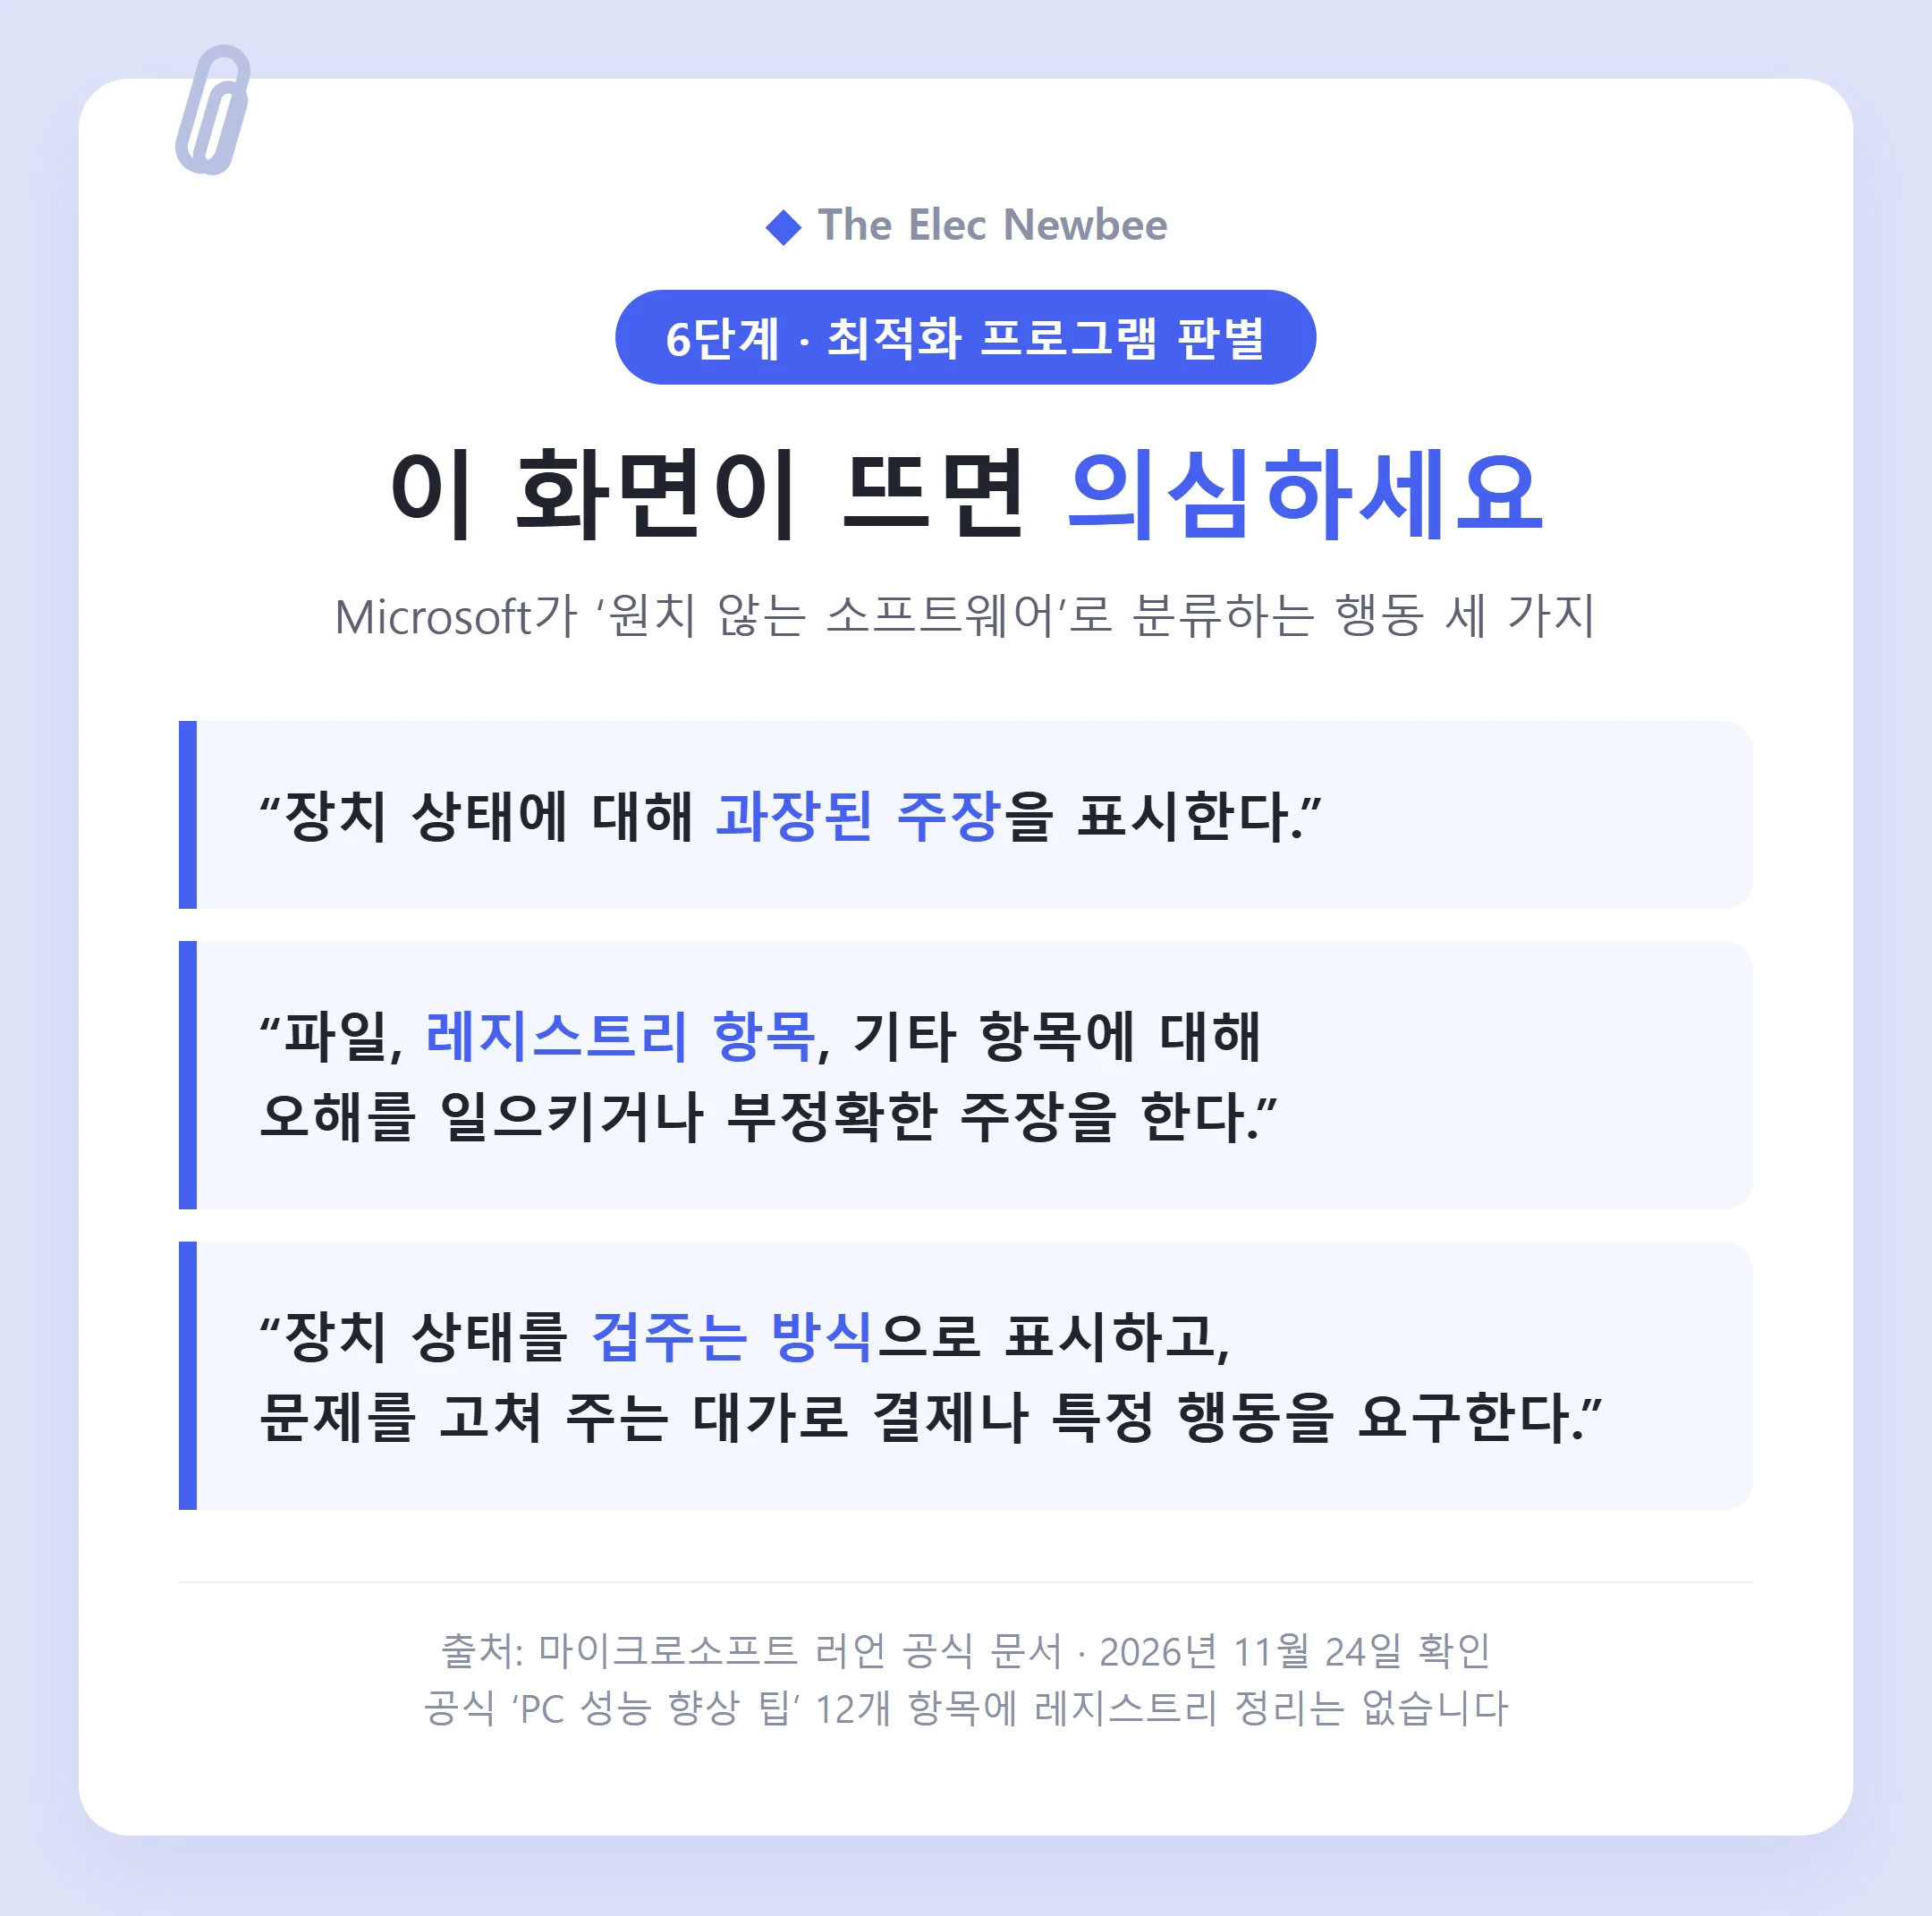 The Elec Newbee
6단계 · 최적화 프로그램 판별
이 화면이 뜨면 의심하세요
Microsoft가 ‘원치 않는 소프트웨어’로 분류하는 행동 세 가지
“장치 상태에 대해 과장된 주장을 표시한다.”
“파일, 레지스트리 항목, 기타 항목에 대해
오해를 일으키거나 부정확한 주장을 한다.”
“장치 상태를 겁주는 방식으로 표시하고,
문제를 고쳐 주는 대가로 결제나 특정 행동을 요구한다.”
출처: 마이크로소프트 러언 공식 문서 · 2026년 11월 24일 확인
공식 ‘PC 성능 향상 팁’ 12개 항목에 레지스트리 정리는 없습니다